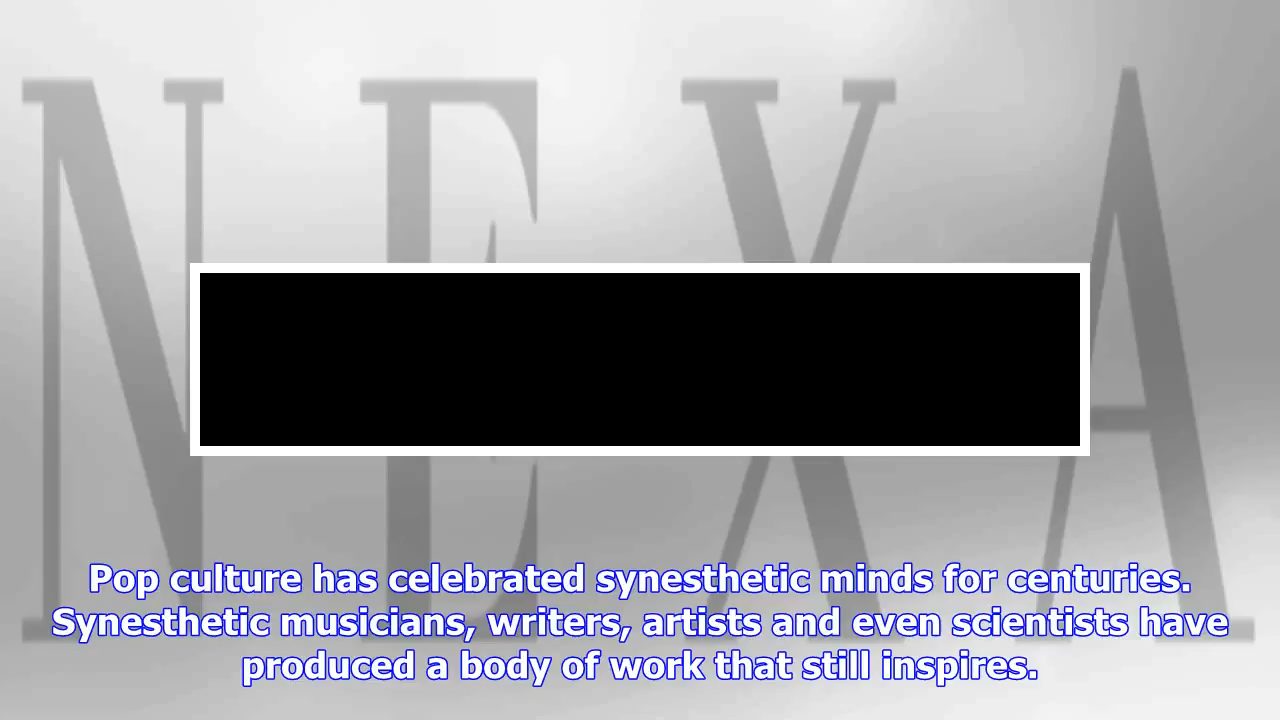 NEXA
Pop culture has celebrated synesthetic minds for centuries.
Synesthetic musicians, writers, artists and even scientists have
produced a body of work that still inspires.